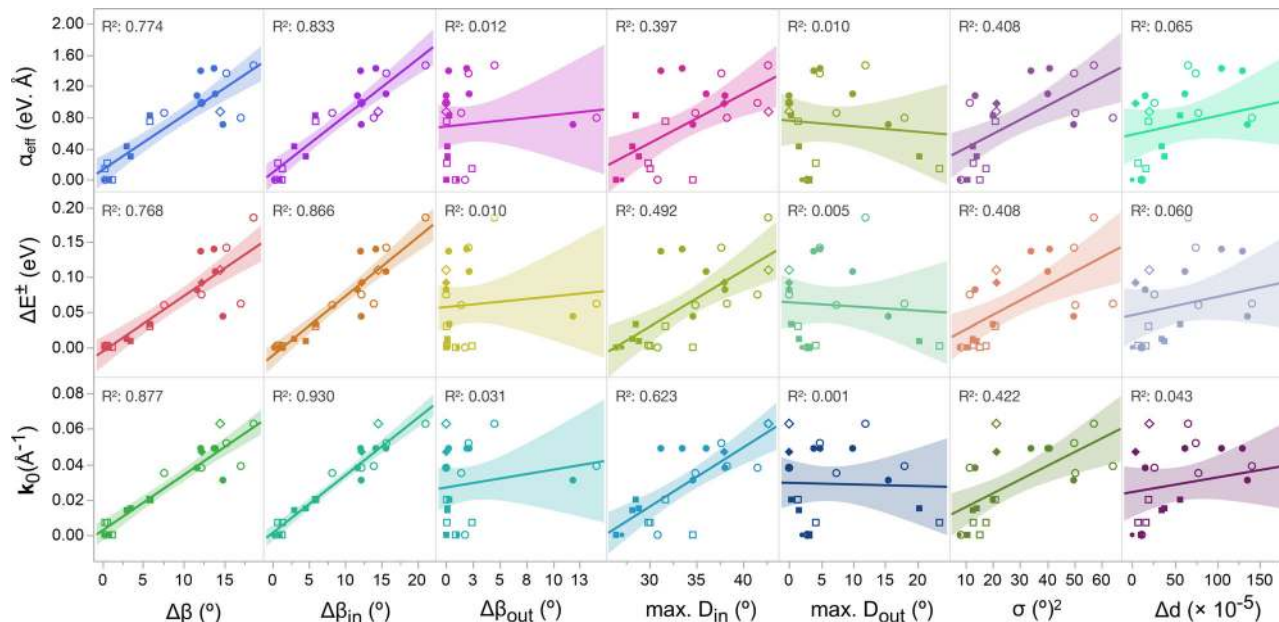 2.00 R²: 0.774 R²: 0.833 R²: 0.012 R²: 0.397 R²: 0.010 R²: 0.408 R²: 0.065
1.60
1.20
0.80
0.40
0.00
α_eff (eV. Å)
0.20 R²: 0.768 R²: 0.866 R²: 0.010 R²: 0.492 R²: 0.005 R²: 0.408 R²: 0.060
0.15
0.10
0.05
0.00
ΔE± (eV)
0.08 R²: 0.877 R²: 0.930 R²: 0.031 R²: 0.623 R²: 0.001 R²: 0.422 R²: 0.043
0.06
0.04
0.02
0.00
k₀(Å⁻¹)
0 5 10 15 0 5 10 15 20 0 3 5 8 10 13 30 35 40 0 5 10 15 20 10 20 30 40 50 60 0 50 100 150
Δβ (º) Δβ_in (º) Δβ_out (º) max. D_in (º) max. D_out (º) σ (º)² Δd (× 10⁻⁵)